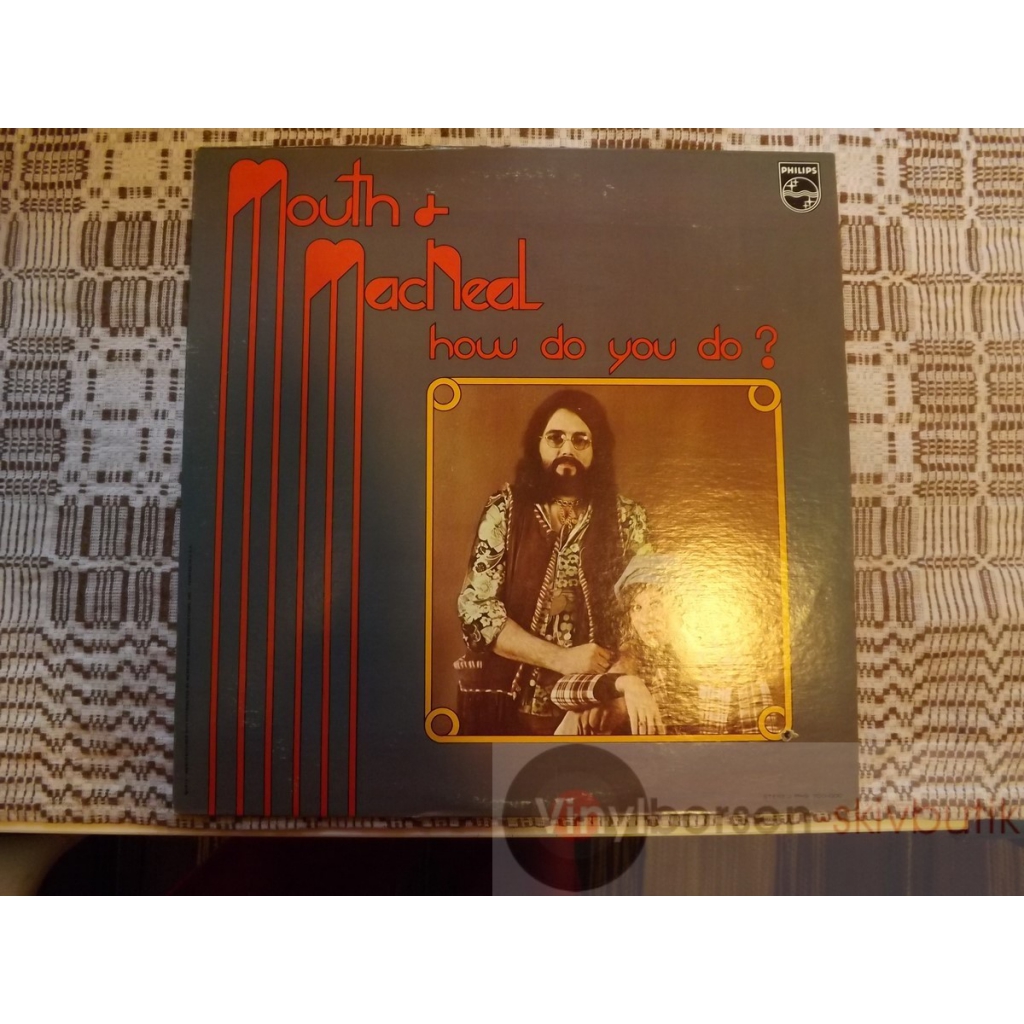 PHILIPS
Mouth &
MacNeal
how do you do?
Vinylborsen - skivbutik